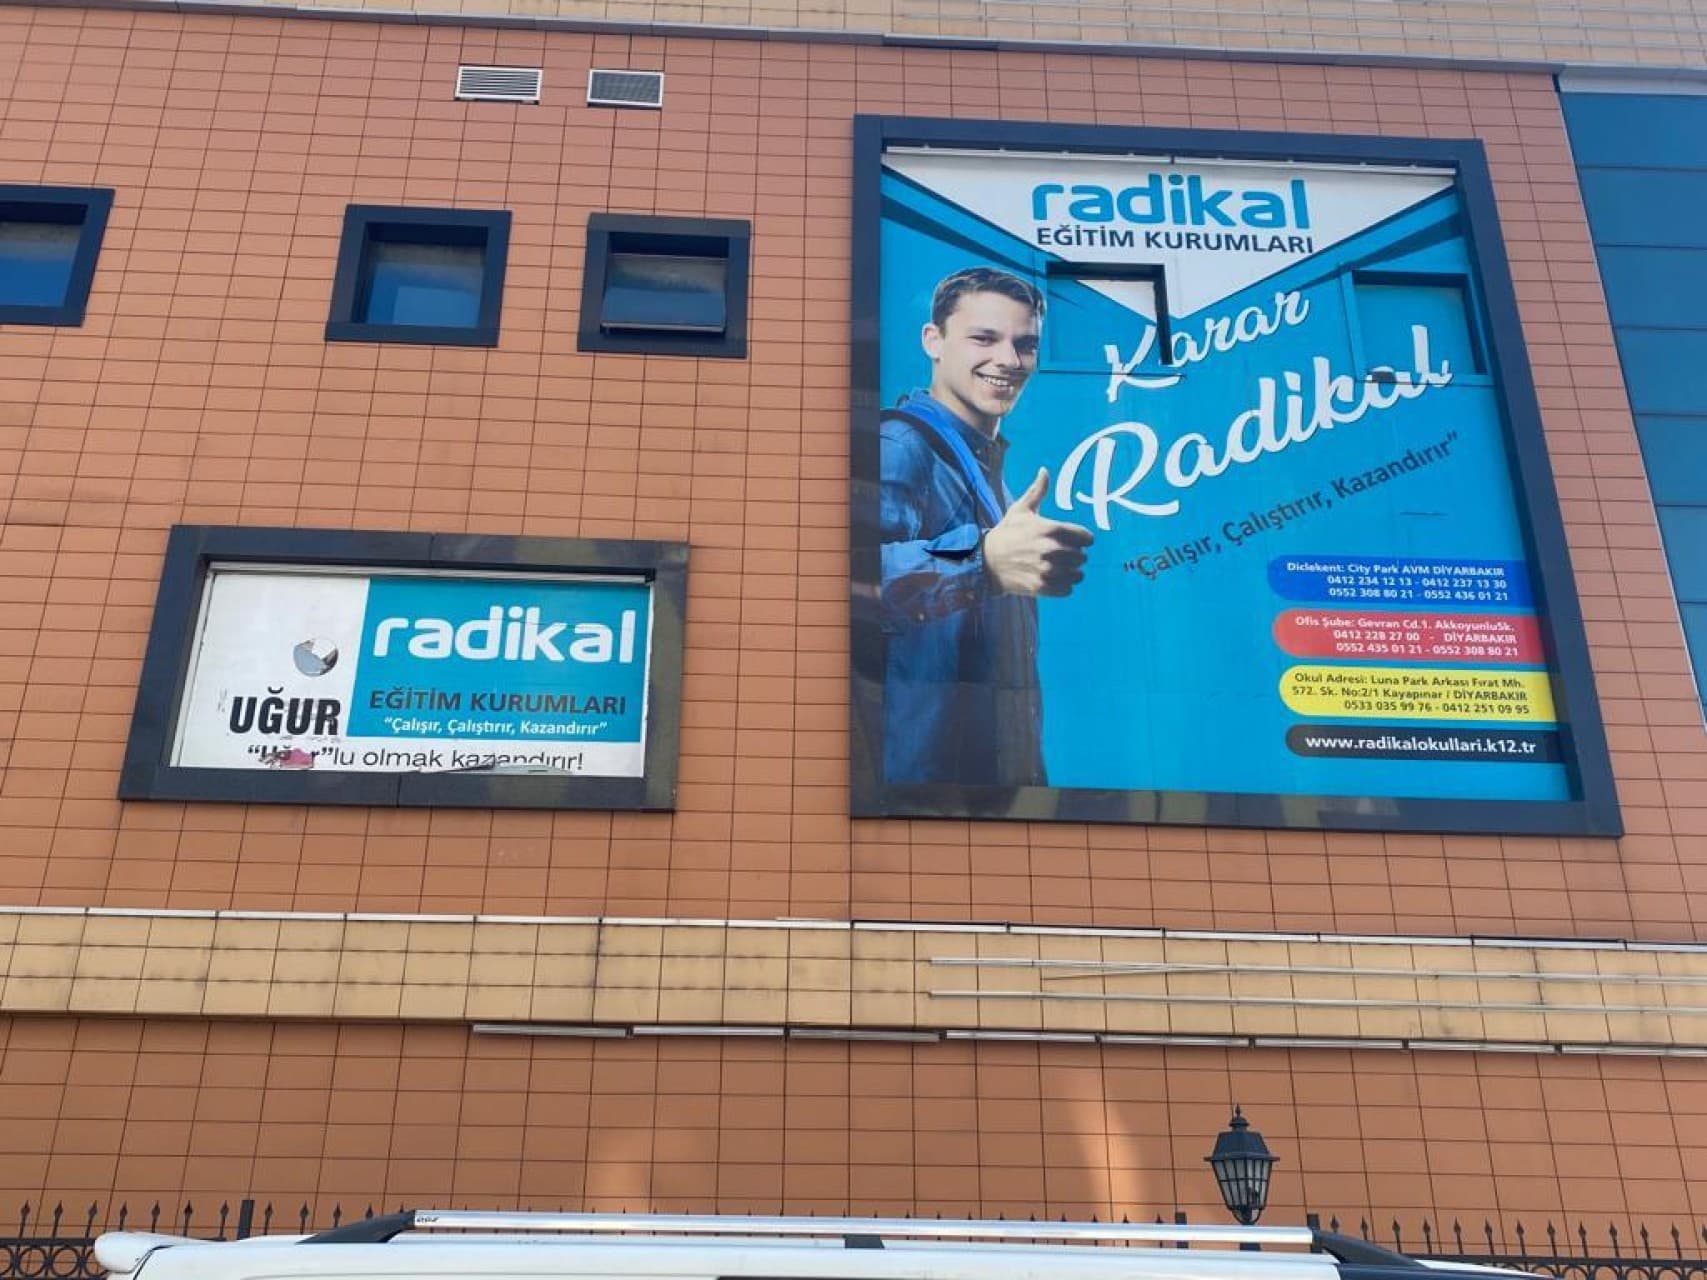 radikal
EĞİTİM KURUMLARI
Karar
Radikal
"Çalışır, Çalıştırır, Kazandırır"
Diclekent: City Park AVM DİYARBAKIR
0412 234 12 13 - 0412 237 13 30
0552 308 80 21 - 0552 436 01 21
Ofis Şube: Gevran Cd.1. AkkoyunluSk.
0412 228 27 00 - DİYARBAKIR
0552 435 01 21 - 0552 308 80 21
Okul Adresi: Luna Park Arkası Fırat Mh.
572. Sk. No:2/1 Kayapınar / DİYARBAKIR
0533 035 99 76 - 0412 251 09 95
www.radikalokullari.k12.tr
radikal
EĞİTİM KURUMLARI
"Çalışır, Çalıştırır, Kazandırır"
UĞUR
"Uğur"lu olmak kazandırır!